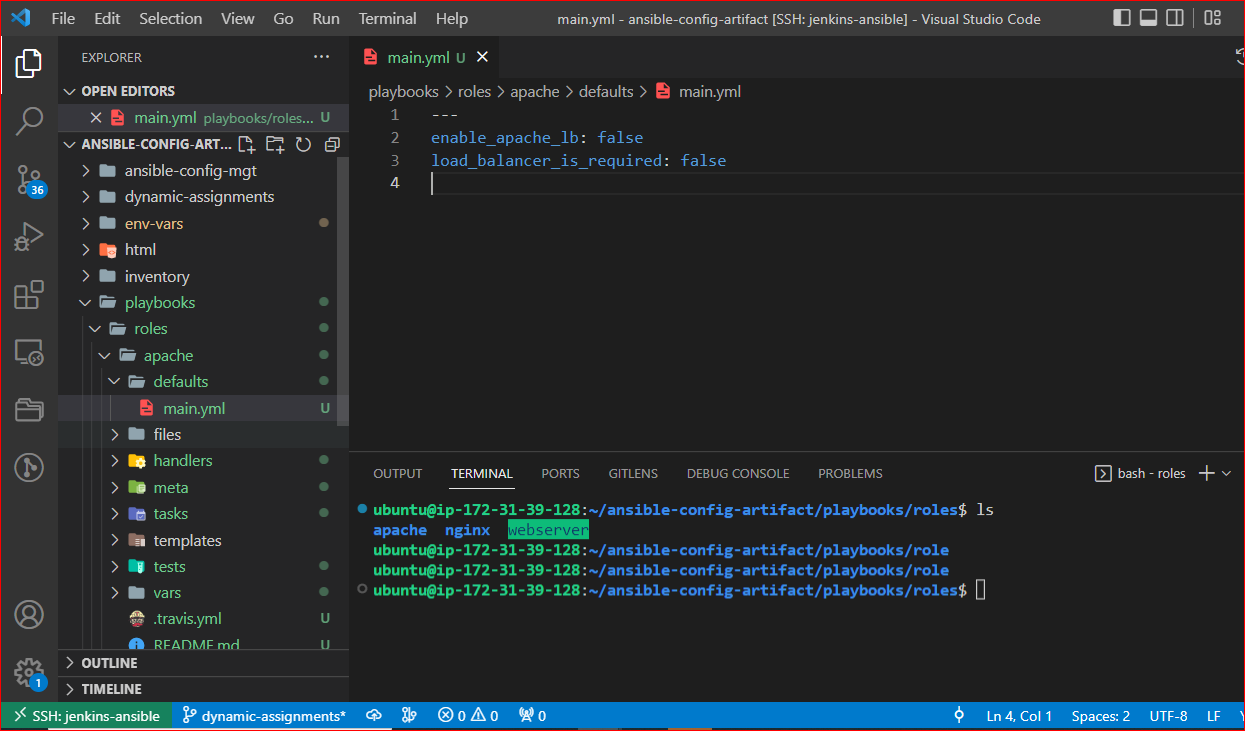 File Edit Selection View Go Run Terminal Help main.yml - ansible-config-artifact [SSH: jenkins-ansible] - Visual Studio Code
EXPLORER ...
OPEN EDITORS
main.yml playbooks/roles... U
ANSIBLE-CONFIG-ART...
ansible-config-mgt
dynamic-assignments
env-vars
html
inventory
playbooks
roles
apache
defaults
main.yml U
files
handlers
meta
tasks
templates
tests
vars
.travis.yml U
README.md U
OUTLINE
TIMELINE
36
1
main.yml U
playbooks > roles > apache > defaults > main.yml
1 ---
2 enable_apache_lb: false
3 load_balancer_is_required: false
4
OUTPUT TERMINAL PORTS GITLENS DEBUG CONSOLE PROBLEMS bash - roles
ubuntu@ip-172-31-39-128:~/ansible-config-artifact/playbooks/roles$ ls
apache nginx webserver
ubuntu@ip-172-31-39-128:~/ansible-config-artifact/playbooks/role
ubuntu@ip-172-31-39-128:~/ansible-config-artifact/playbooks/role
ubuntu@ip-172-31-39-128:~/ansible-config-artifact/playbooks/roles$
SSH: jenkins-ansible dynamic-assignments* 0 0 0 Ln 4, Col 1 Spaces: 2 UTF-8 LF